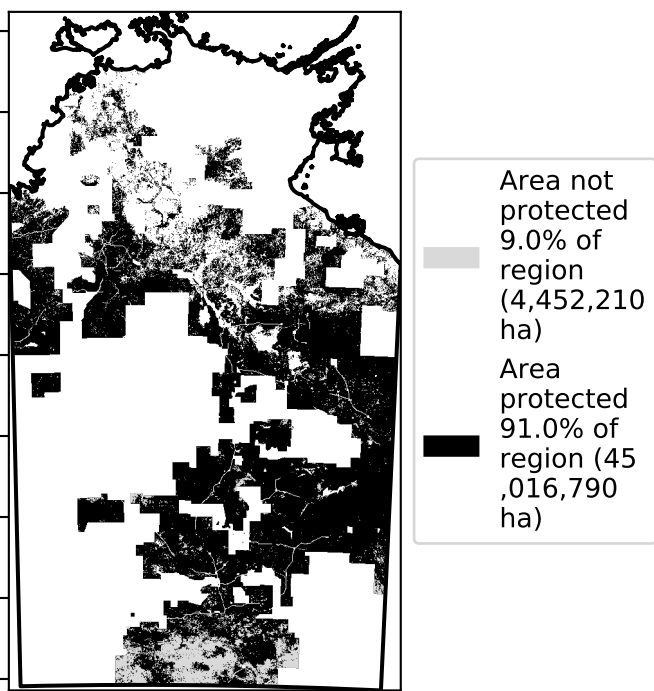 Area not
protected
9.0% of
region
(4,452,210
ha)
Area
protected
91.0% of
region (45
,016,790
ha)